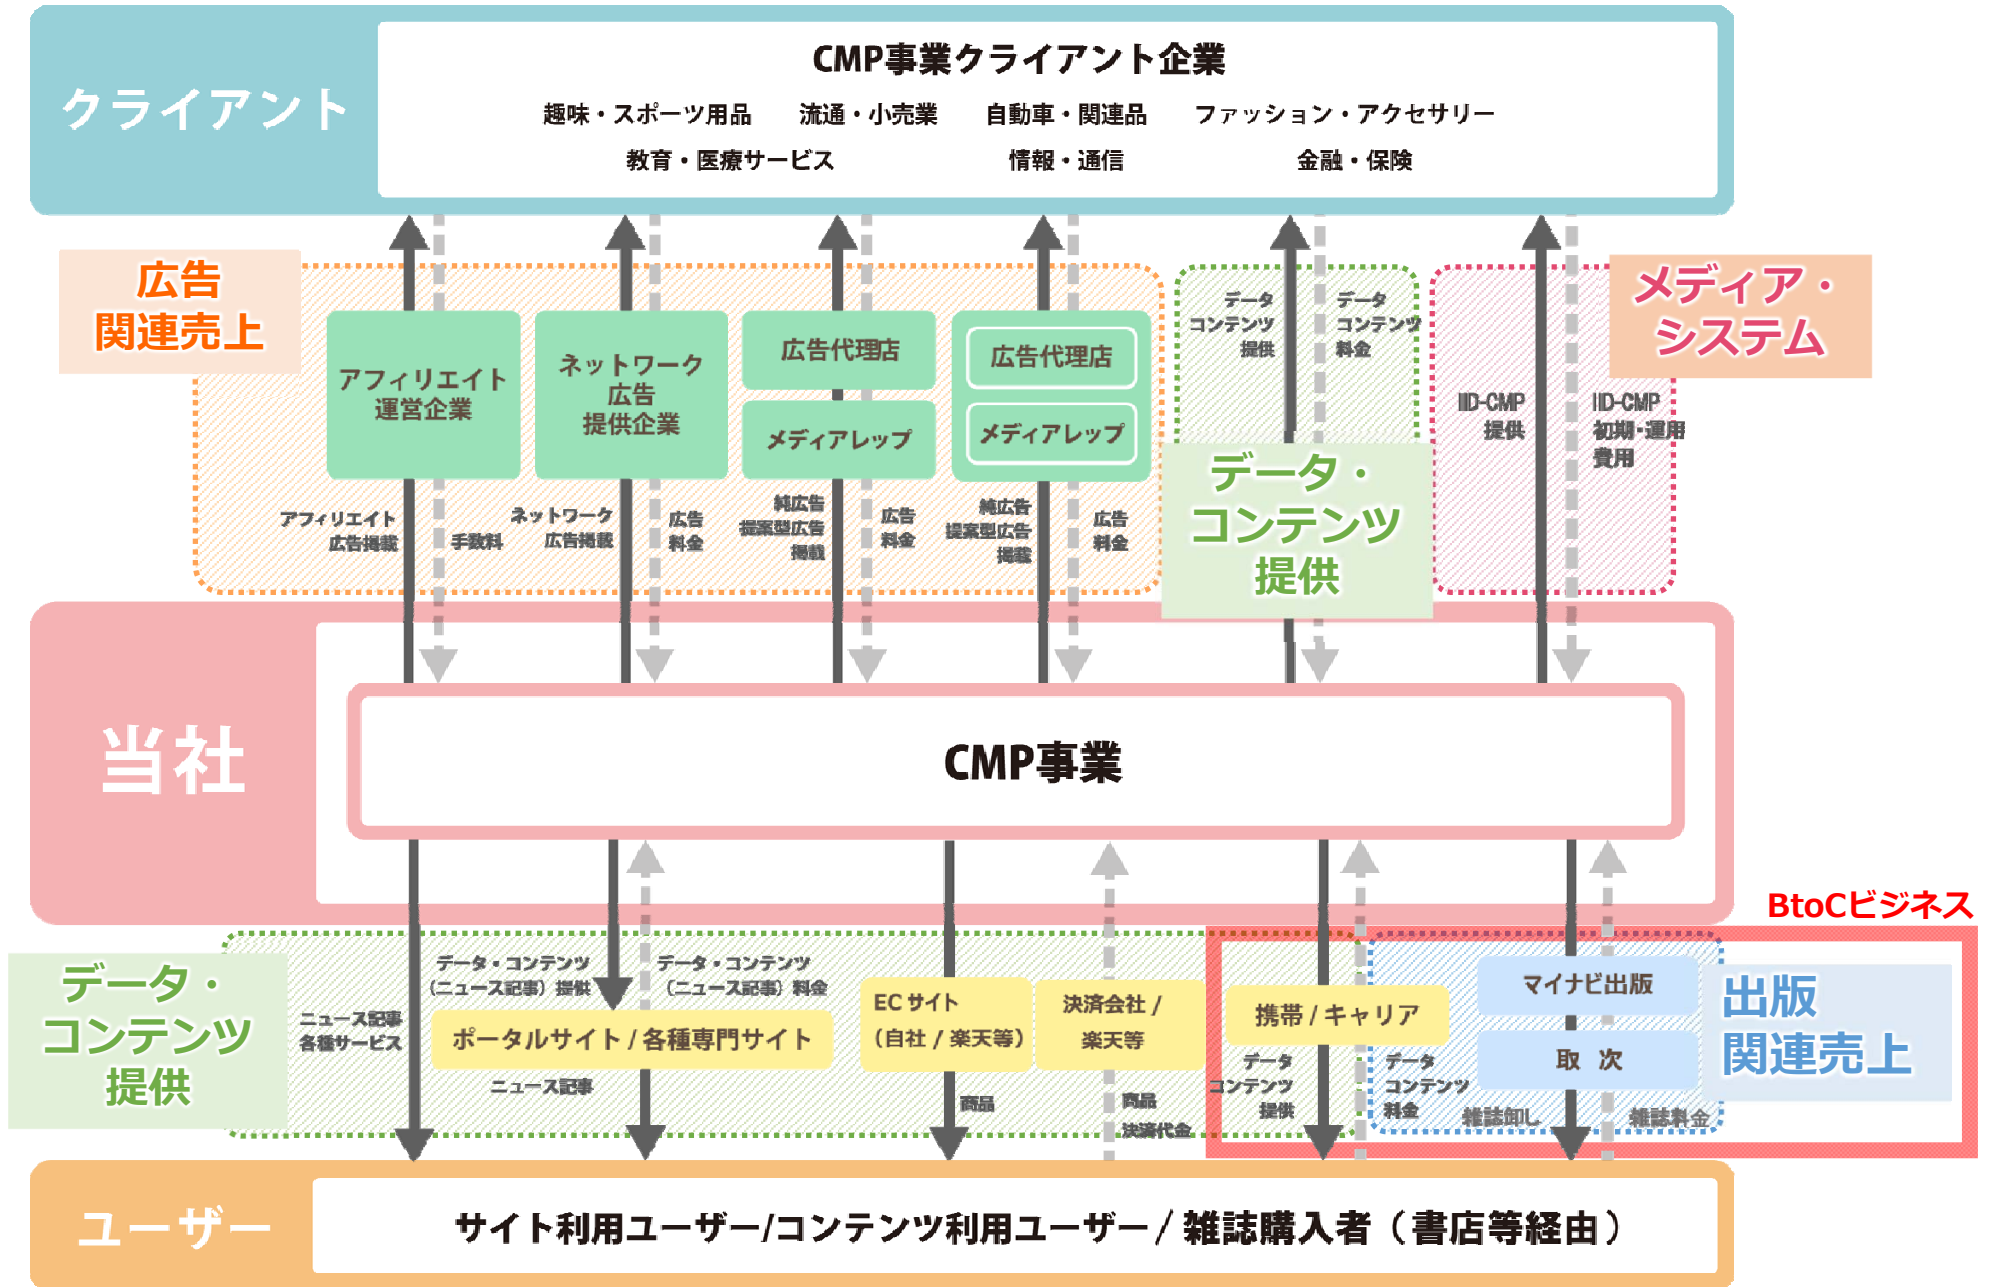 クライアント
CMP事業クライアント企業
趣味・スポーツ用品 流通・小売業 自動車・関連品 ファッション・アクセサリー
教育・医療サービス 情報・通信 金融・保険
広告
関連売上
アフィリエイト
運営企業
ネットワーク
広告
提供企業
広告代理店
メディアレップ
広告代理店
メディアレップ
データ
コンテンツ
提供
データ
コンテンツ
料金
メディア・
システム
IID-CMP
提供
IID-CMP
初期・運用
費用
アフィリエイト
広告掲載
手数料
ネットワーク
広告掲載
広告
料金
純広告
提案型広告
掲載
広告
料金
純広告
提案型広告
掲載
広告
料金
データ・
コンテンツ
提供
当社
CMP事業
BtoCビジネス
データ・
コンテンツ
提供
ニュース記事
各種サービス
データ・コンテンツ
（ニュース記事）提供
データ・コンテンツ
（ニュース記事）料金
ポータルサイト / 各種専門サイト
ニュース記事
EC サイト
（自社 / 楽天等）
商品
決済会社 /
楽天等
商品
決済代金
携帯 / キャリア
データ
コンテンツ
提供
データ
コンテンツ
料金
マイナビ出版
取 次
雑誌卸し
雑誌料金
出版
関連売上
ユーザー
サイト利用ユーザー/コンテンツ利用ユーザー / 雑誌購入者（書店等経由）